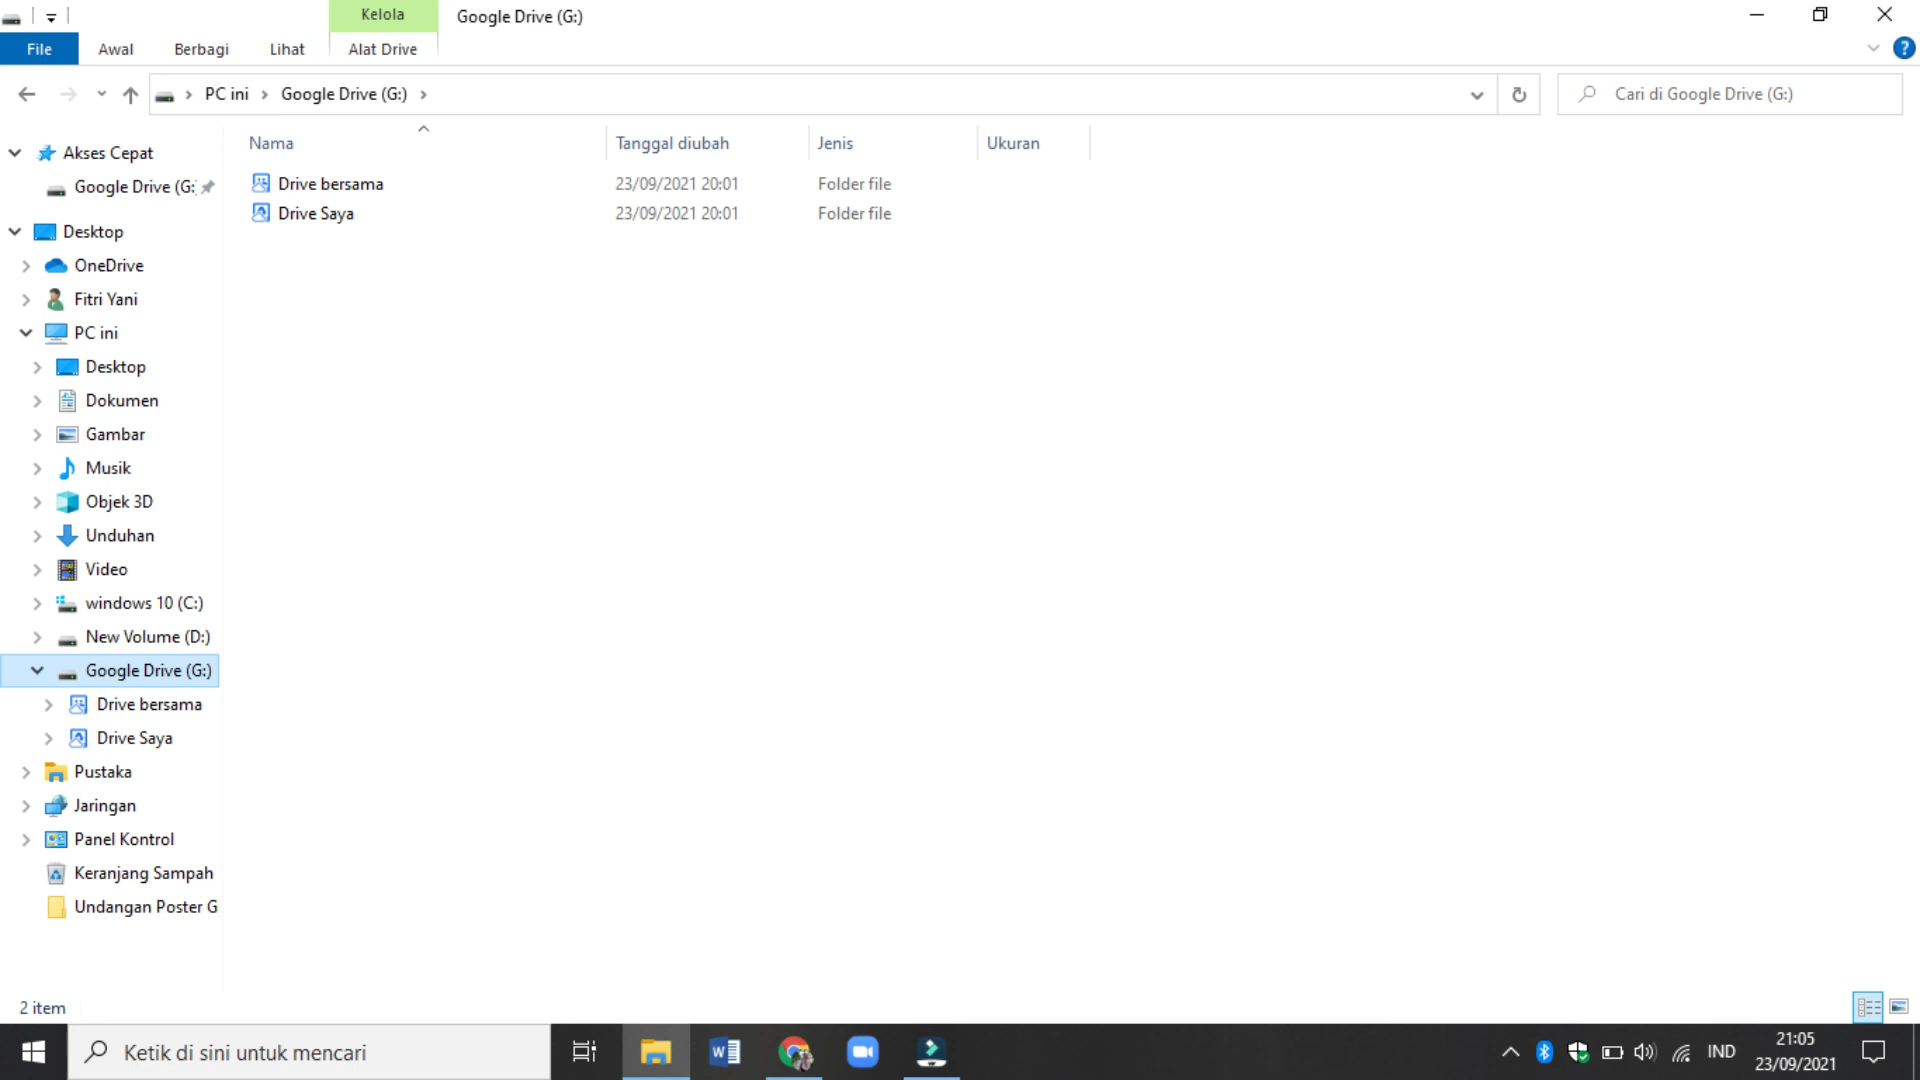 Kelola
Google Drive (G:)
File
Awal
Berbagi
Lihat
Alat Drive
?
PC ini
Google Drive (G:)
Cari di Google Drive (G:)
Nama
Tanggal diubah
Jenis
Ukuran
Drive bersama
23/09/2021 20:01
Folder file
Drive Saya
23/09/2021 20:01
Folder file
Akses Cepat
Google Drive (G:
Desktop
OneDrive
Fitri Yani
PC ini
Desktop
Dokumen
Gambar
Musik
Objek 3D
Unduhan
Video
windows 10 (C:)
New Volume (D:)
Google Drive (G:)
Drive bersama
Drive Saya
Pustaka
Jaringan
Panel Kontrol
Keranjang Sampah
Undangan Poster G
2 item
Ketik di sini untuk mencari
W
IND
21:05
23/09/2021